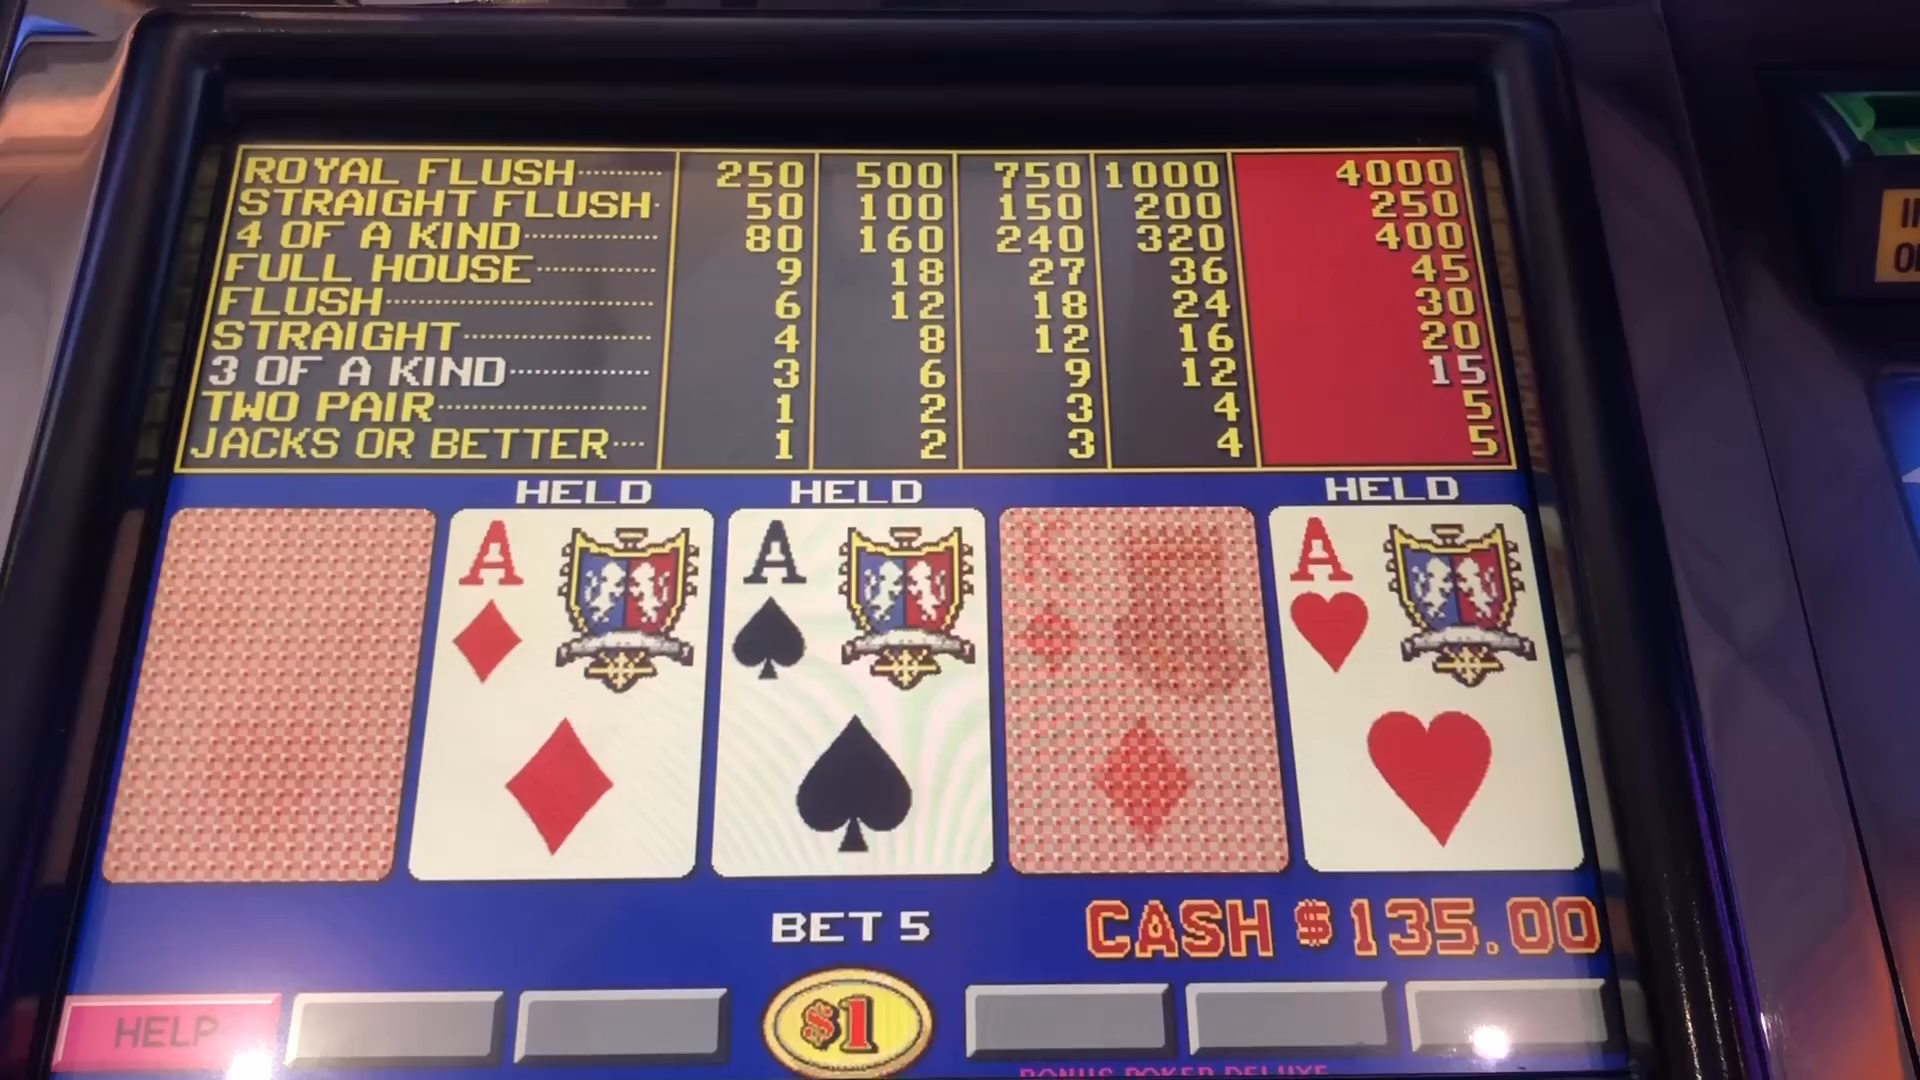 ROYAL FLUSH 250 500 750 1000 4000
STRAIGHT FLUSH 50 100 150 200 250
4 OF A KIND 80 160 240 320 400
FULL HOUSE 9 18 27 36 45
FLUSH 6 12 18 24 30
STRAIGHT 4 8 12 16 20
3 OF A KIND 3 6 9 12 15
TWO PAIR 1 2 3 4 5
JACKS OR BETTER 1 2 3 4 5
HELD HELD HELD
A A A
BET 5 CASH $135.00
HELP $1
BONUS POKER DELUXE